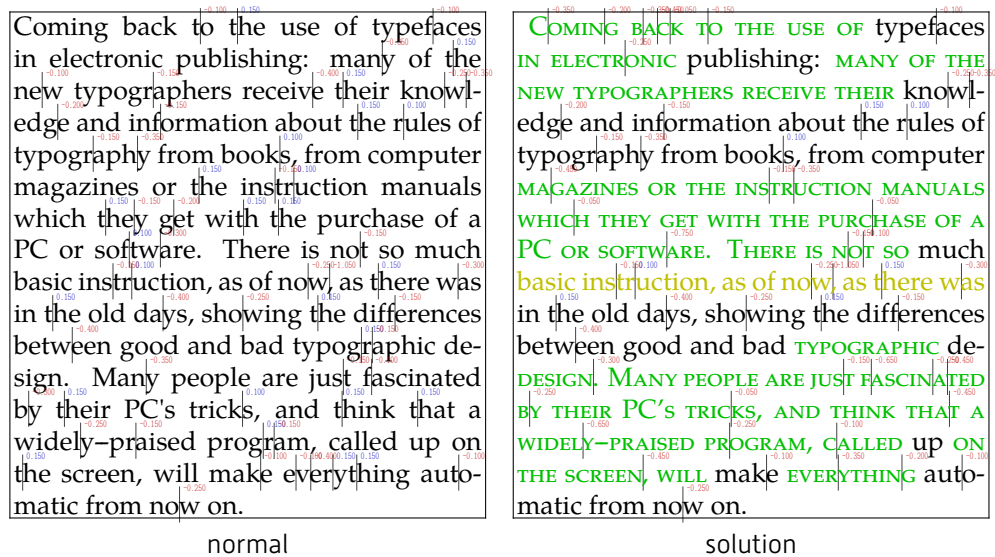 Coming back to the use of typefaces
in electronic publishing: many of the
new typographers receive their knowl-
edge and information about the rules of
typography from books, from computer
magazines or the instruction manuals
which they get with the purchase of a
PC or software. There is not so much
basic instruction, as of now, as there was
in the old days, showing the differences
between good and bad typographic de-
sign. Many people are just fascinated
by their PC's tricks, and think that a
widely–praised program, called up on
the screen, will make everything auto-
matic from now on.
normal
COMING BACK TO THE USE OF typefaces
IN ELECTRONIC publishing: MANY OF THE
NEW TYPOGRAPHERS RECEIVE THEIR knowl-
edge and information about the rules of
typography from books, from computer
MAGAZINES OR THE INSTRUCTION MANUALS
WHICH THEY GET WITH THE PURCHASE OF A
PC OR SOFTWARE. THERE IS NOT SO much
basic instruction, as of now, as there was
in the old days, showing the differences
between good and bad TYPOGRAPHIC de-
DESIGN. MANY PEOPLE ARE JUST FASCINATED
BY THEIR PC'S TRICKS, AND THINK THAT A
WIDELY–PRAISED PROGRAM, CALLED up ON
THE SCREEN, WILL make EVERYTHING auto-
matic from now on.
solution